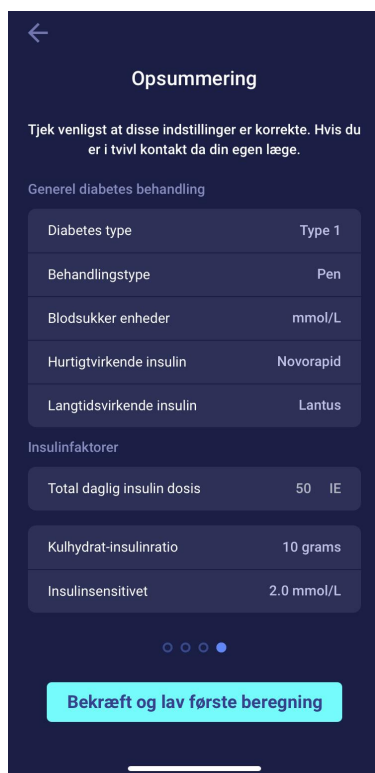 Opsummering
Tjek venligst at disse indstillinger er korrekte. Hvis du
er i tvivl kontakt da din egen læge.
Generel diabetes behandling
Diabetes type Type 1
Behandlingstype Pen
Blodsukker enheder mmol/L
Hurtigtvirkende insulin Novorapid
Langtidsvirkende insulin Lantus
Insulinfaktorer
Total daglig insulin dosis 50 IE
Kulhydrat-insulinratio 10 grams
Insulinsensitivet 2.0 mmol/L
Bekræft og lav første beregning